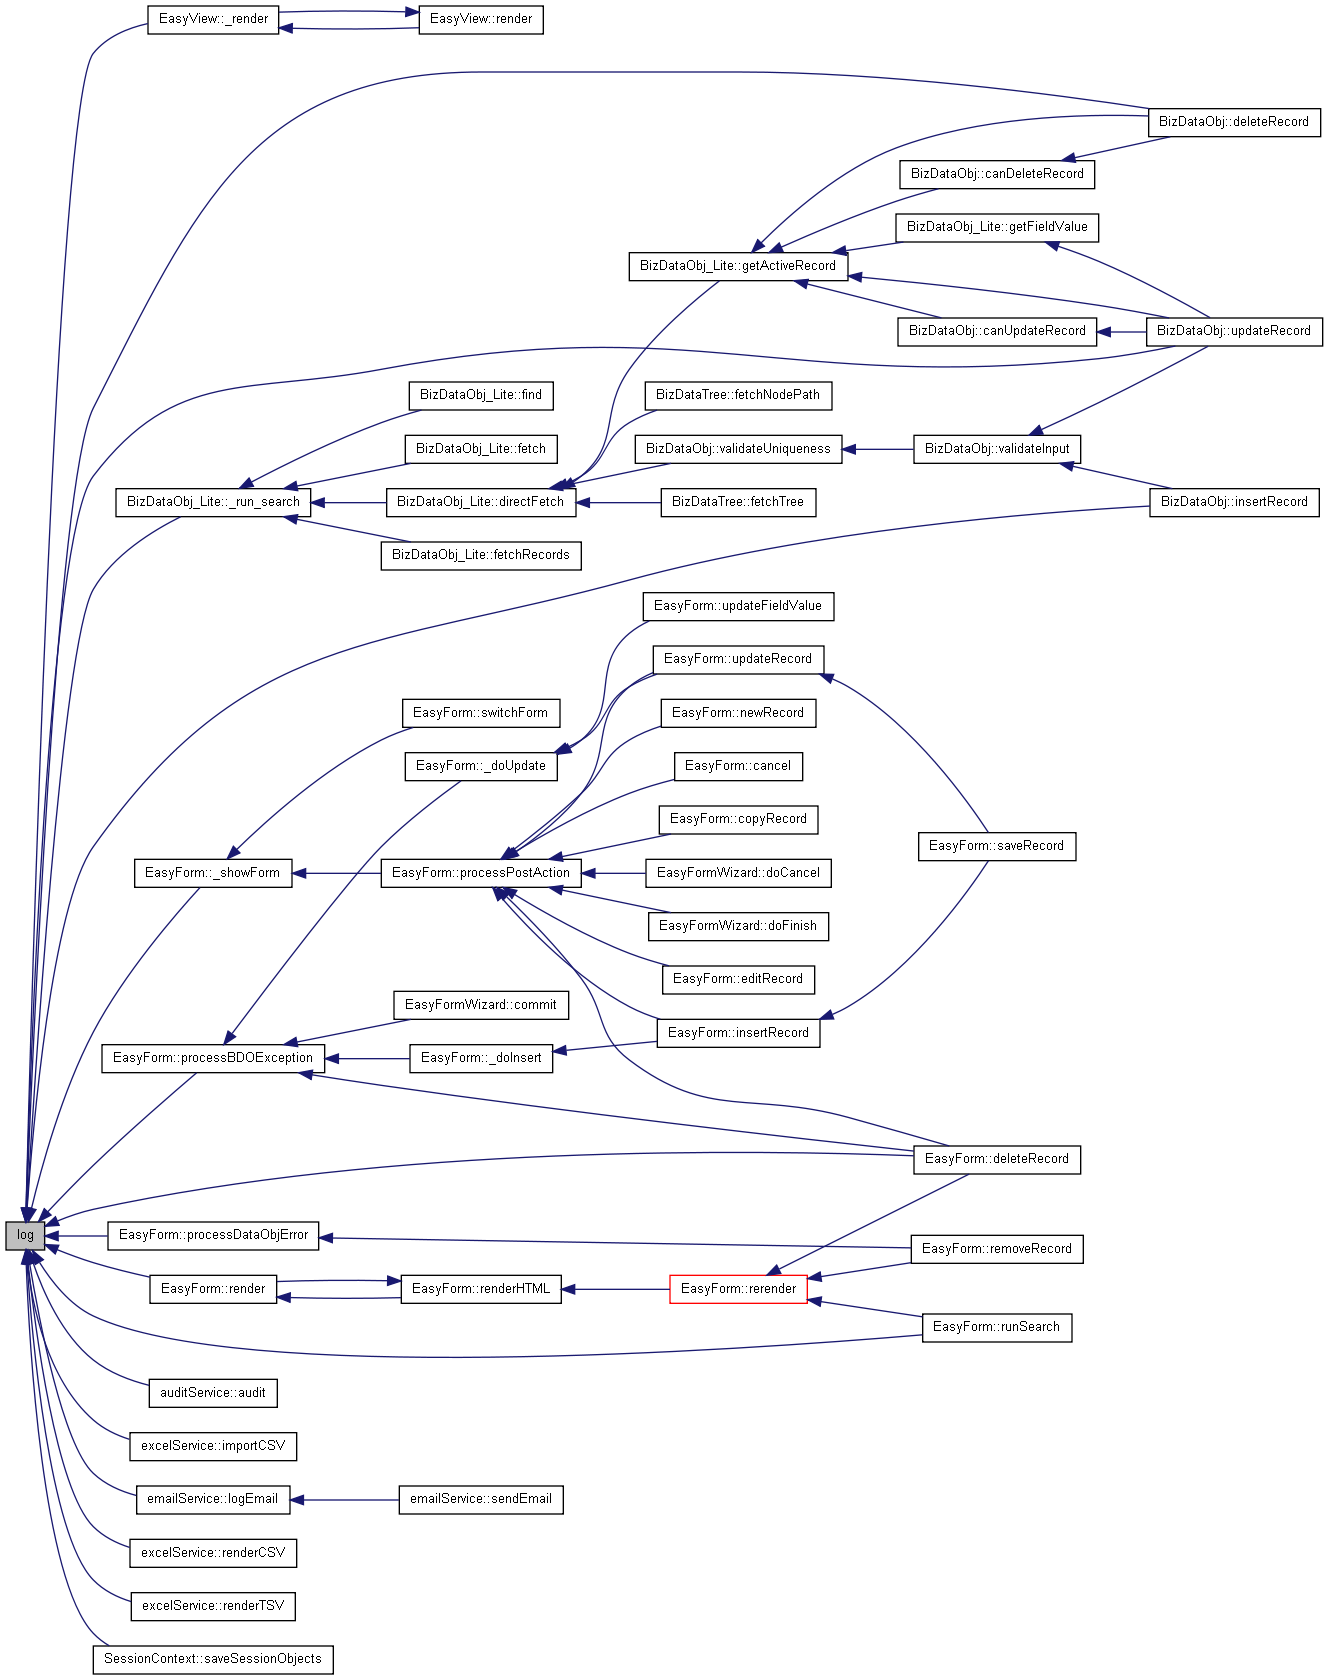 EasyView::_render
EasyView::render
BizDataObj::deleteRecord
BizDataObj::canDeleteRecord
BizDataObj_Lite::getFieldValue
BizDataObj_Lite::getActiveRecord
BizDataObj::canUpdateRecord
BizDataObj::updateRecord
BizDataObj_Lite::find
BizDataTree::fetchNodePath
BizDataObj_Lite::fetch
BizDataObj::validateUniqueness
BizDataObj::validateInput
BizDataObj_Lite::_run_search
BizDataObj_Lite::directFetch
BizDataTree::fetchTree
BizDataObj::insertRecord
BizDataObj_Lite::fetchRecords
EasyForm::updateFieldValue
EasyForm::updateRecord
EasyForm::switchForm
EasyForm::newRecord
EasyForm::_doUpdate
EasyForm::cancel
EasyForm::copyRecord
EasyForm::saveRecord
EasyForm::_showForm
EasyForm::processPostAction
EasyFormWizard::doCancel
EasyFormWizard::doFinish
EasyForm::editRecord
EasyFormWizard::commit
EasyForm::insertRecord
EasyForm::processBDOException
EasyForm::_doInsert
EasyForm::deleteRecord
log
EasyForm::processDataObjError
EasyForm::removeRecord
EasyForm::render
EasyForm::renderHTML
EasyForm::rerender
EasyForm::runSearch
auditService::audit
excelService::importCSV
emailService::logEmail
emailService::sendEmail
excelService::renderCSV
excelService::renderTSV
SessionContext::saveSessionObjects